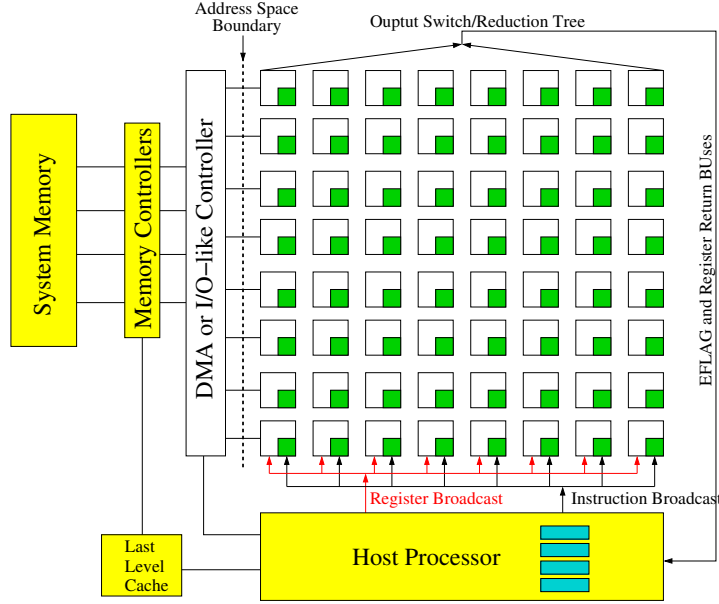 Address Space
Boundary
Ouptut Switch/Reduction Tree
System Memory
Memory Controllers
DMA or I/O-like Controller
EFLAG and Register Return BUses
Register Broadcast
Instruction Broadcast
Host Processor
Last
Level
Cache